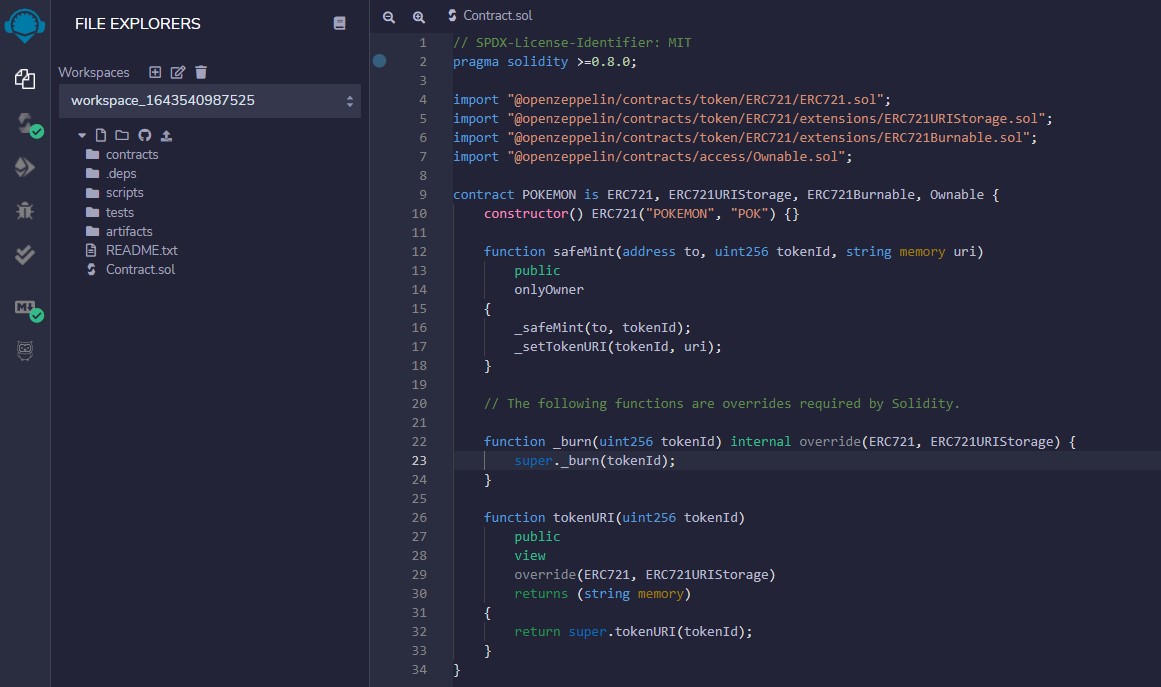 FILE EXPLORERS
Workspaces
workspace_1643540987525
contracts
.deps
scripts
tests
artifacts
README.txt
Contract.sol
Contract.sol
1 // SPDX-License-Identifier: MIT
2 pragma solidity >=0.8.0;
3
4 import "@openzeppelin/contracts/token/ERC721/ERC721.sol";
5 import "@openzeppelin/contracts/token/ERC721/extensions/ERC721URIStorage.sol";
6 import "@openzeppelin/contracts/token/ERC721/extensions/ERC721Burnable.sol";
7 import "@openzeppelin/contracts/access/Ownable.sol";
8
9 contract POKEMON is ERC721, ERC721URIStorage, ERC721Burnable, Ownable {
10 constructor() ERC721("POKEMON", "POK") {}
11
12 function safeMint(address to, uint256 tokenId, string memory uri)
13 public
14 onlyOwner
15 {
16 _safeMint(to, tokenId);
17 _setTokenURI(tokenId, uri);
18 }
19
20 // The following functions are overrides required by Solidity.
21
22 function _burn(uint256 tokenId) internal override(ERC721, ERC721URIStorage) {
23 super._burn(tokenId);
24 }
25
26 function tokenURI(uint256 tokenId)
27 public
28 view
29 override(ERC721, ERC721URIStorage)
30 returns (string memory)
31 {
32 return super.tokenURI(tokenId);
33 }
34 }